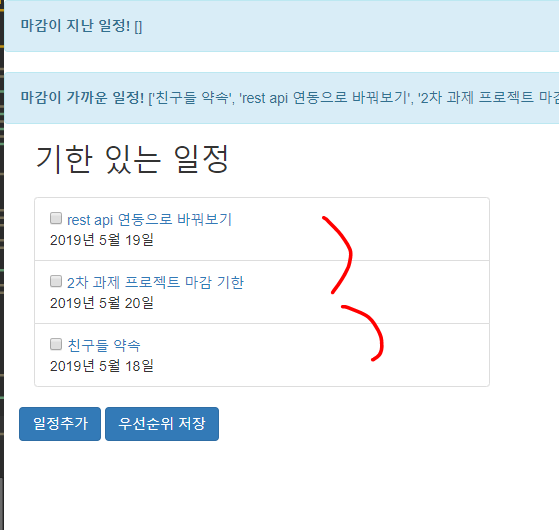 마감이 지난 일정! []
마감이 가까운 일정! ['친구들 약속', 'rest api 연동으로 바꿔보기', '2차 과제 프로젝트 마감
기한 있는 일정
rest api 연동으로 바꿔보기
2019년 5월 19일
2차 과제 프로젝트 마감 기한
2019년 5월 20일
친구들 약속
2019년 5월 18일
일정추가 우선순위 저장